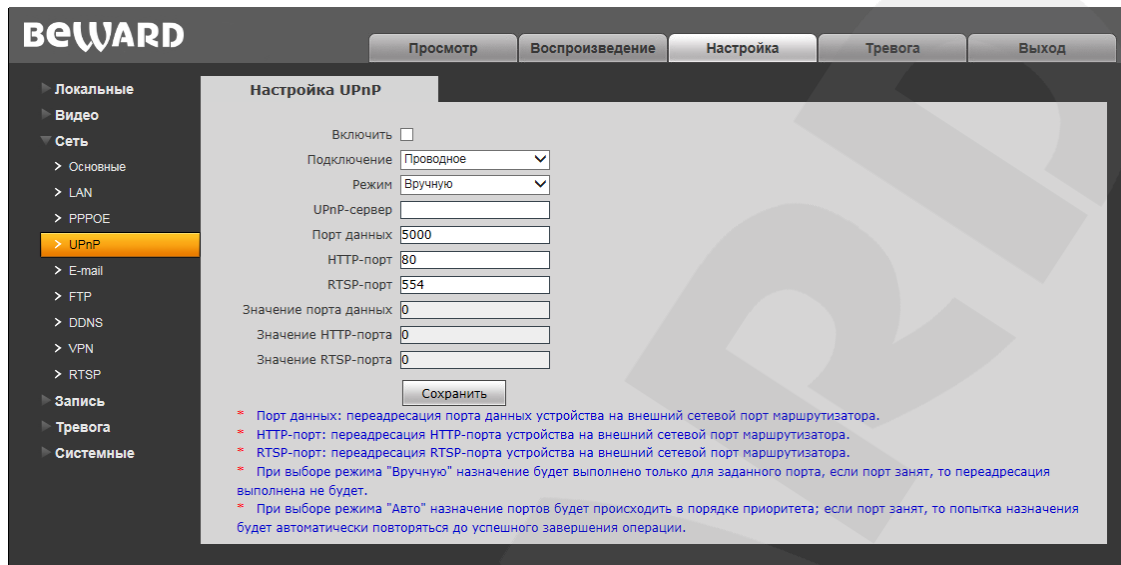 BEWARD
Просмотр
Воспроизведение
Настройка
Тревога
Выход
Локальные
Видео
Сеть
Основные
LAN
PPPOE
UPnP
E-mail
FTP
DDNS
VPN
RTSP
Запись
Тревога
Системные
Настройка UPnP
Включить
Подключение Проводное
Режим Вручную
UPnP-сервер
Порт данных 5000
HTTP-порт 80
RTSP-порт 554
Значение порта данных 0
Значение HTTP-порта 0
Значение RTSP-порта 0
Сохранить
* Порт данных: переадресация порта данных устройства на внешний сетевой порт маршрутизатора.
* HTTP-порт: переадресация HTTP-порта устройства на внешний сетевой порт маршрутизатора.
* RTSP-порт: переадресация RTSP-порта устройства на внешний сетевой порт маршрутизатора.
* При выборе режима "Вручную" назначение будет выполнено только для заданного порта, если порт занят, то переадресация
выполнена не будет.
* При выборе режима "Авто" назначение портов будет происходить в порядке приоритета; если порт занят, то попытка назначения
будет автоматически повторяться до успешного завершения операции.